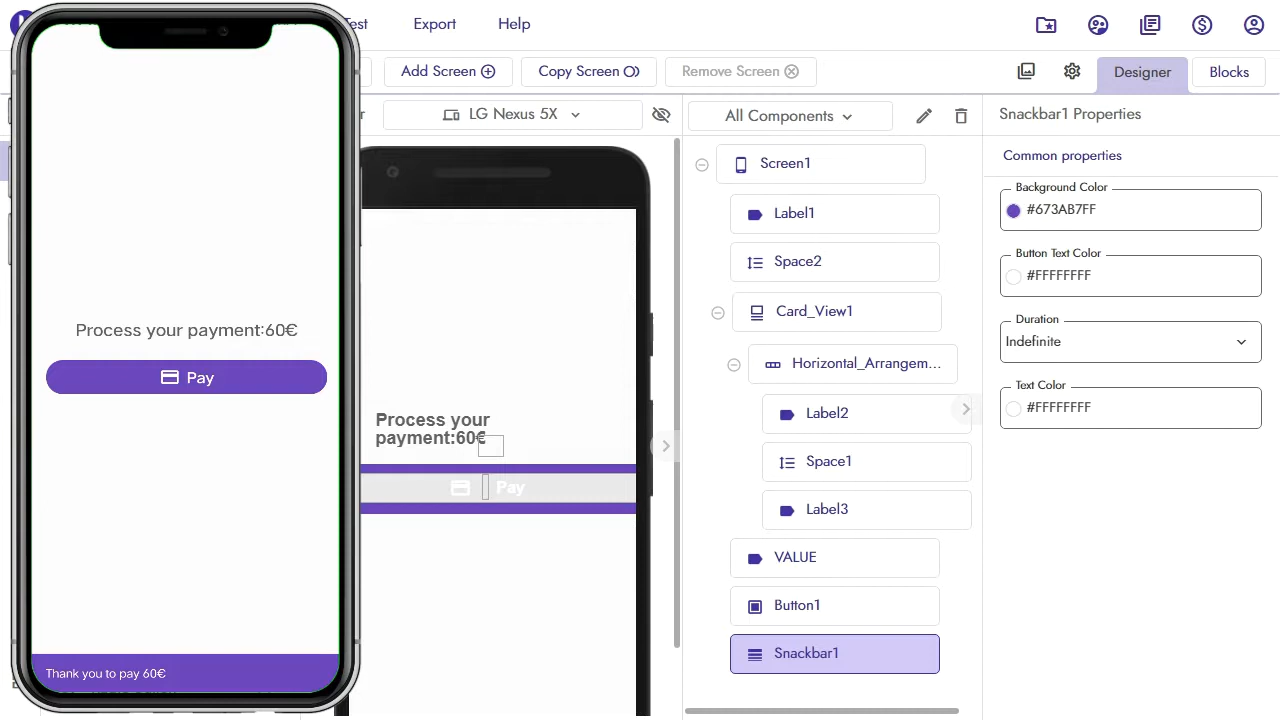 Test
Export
Help
Add Screen
Copy Screen
Remove Screen
Designer
Blocks
LG Nexus 5X
All Components
Snackbar1 Properties
Screen1
Label1
Space2
Card_View1
Horizontal_Arrangem...
Label2
Space1
Label3
VALUE
Button1
Snackbar1
Common properties
Background Color
#673AB7FF
Button Text Color
#FFFFFFFF
Duration
Indefinite
Text Color
#FFFFFFFF
Process your payment:60€
Pay
Thank you to pay 60€
Process your
payment:60€
Pay